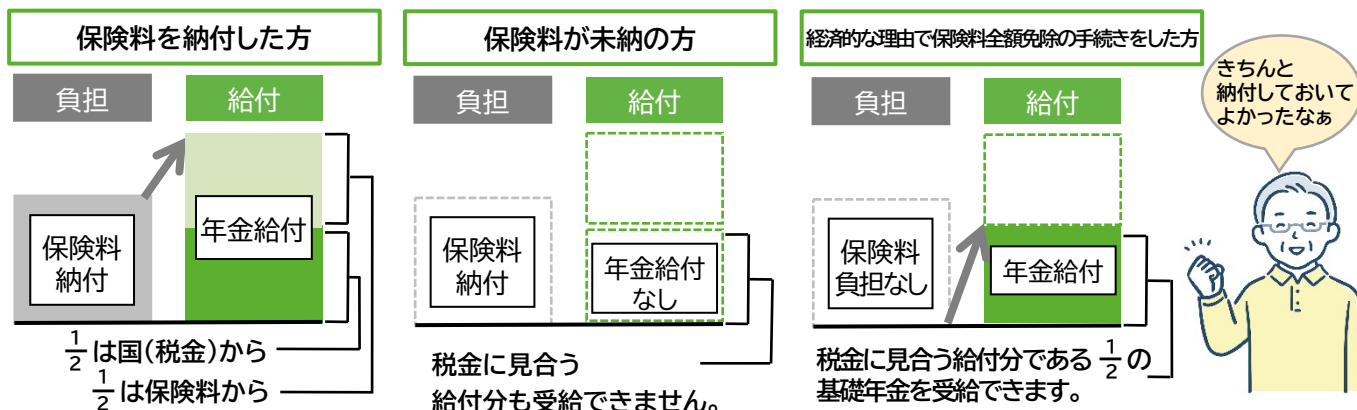 保険料を納付した方
負担
給付
保険料
納付
年金給付
1/2は国(税金)から
1/2は保険料から
保険料が未納の方
負担
給付
保険料
納付
年金給付
なし
税金に見合う
給付分も受給できません。
経済的な理由で保険料全額免除の手続きをした方
負担
給付
保険料
負担なし
年金給付
税金に見合う給付分である1/2の
基礎年金を受給できます。
きちんと
納付しておいて
よかったなぁ